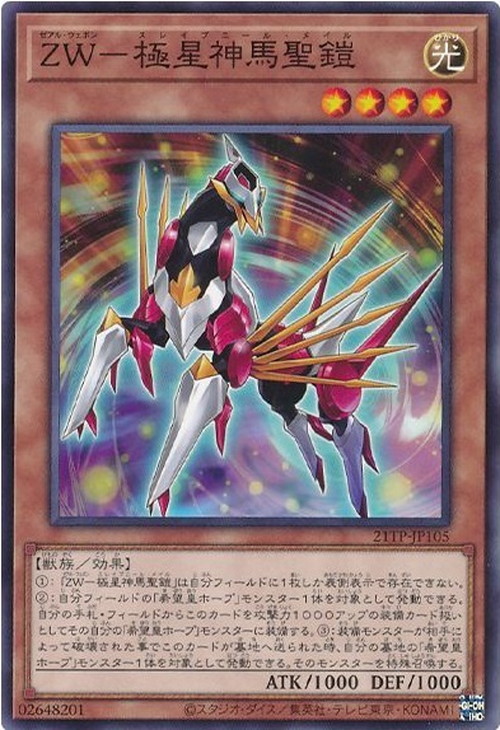 ゼアル・ウェポン スレイプニール・メイル
ZW－極星神馬聖鎧
ひかり
光
21TP-JP105
【獣族／効果】
①：「ZW－極星神馬聖鎧」は自分フィールドに1枚しか表側表示で存在できない。
②：自分フィールドの「希望皇ホープ」モンスター1体を対象として発動できる。
自分の手札・フィールドからこのカードを攻撃力1000アップの装備カード扱い
としてその自分の「希望皇ホープ」モンスターに装備する。③：装備モンスターが相手に
よって破壊された事でこのカードが墓地へ送られた時、自分の墓地の「希望皇
ホープ」モンスター1体を対象として発動できる。そのモンスターを特殊召喚する。
ATK/1000 DEF/1000
02648201 ©スタジオ・ダイス／集英社・テレビ東京・KONAMI